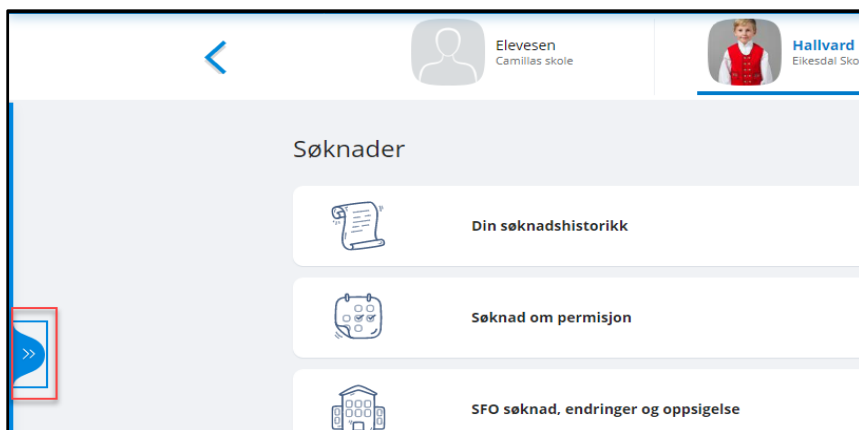 Elevesen
Camillas skole
Hallvard
Eikesdal Sko
Søknader
Din søknadshistorikk
Søknad om permisjon
SFO søknad, endringer og oppsigelse